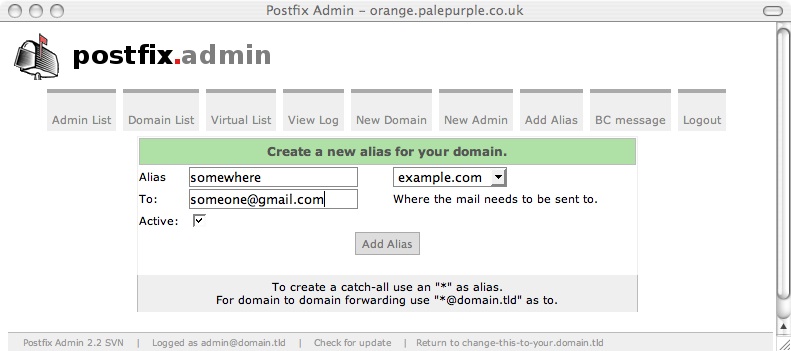 Postfix Admin – orange.palepurple.co.uk
postfix.admin
Admin List Domain List Virtual List View Log New Domain New Admin Add Alias BC message Logout
Create a new alias for your domain.
Alias somewhere example.com
To: someone@gmail.com Where the mail needs to be sent to.
Active:
Add Alias
To create a catch-all use an "*" as alias.
For domain to domain forwarding use "*@domain.tld" as to.
Postfix Admin 2.2 SVN | Logged as admin@domain.tld | Check for update | Return to change-this-to-your.domain.tld